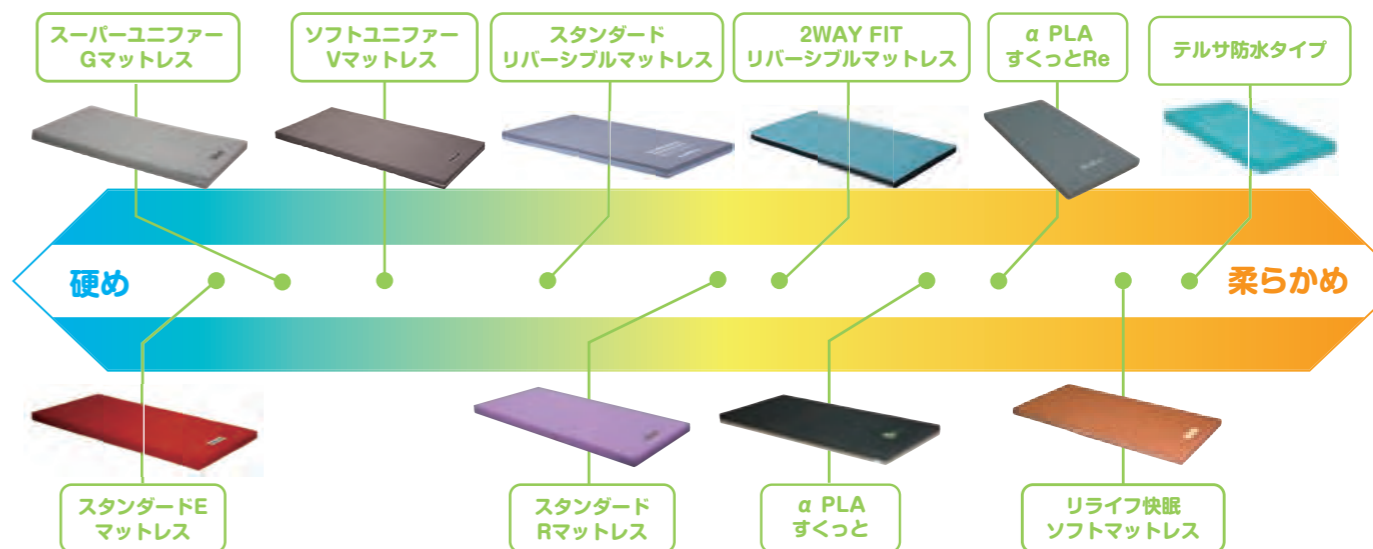 スーパーユニファー
Gマットレス
ソフトユニファー
Vマットレス
スタンダード
リバーシブルマットレス
2WAY FIT
リバーシブルマットレス
α PLA
すくっとRe
テルサ防水タイプ
硬め
柔らかめ
スタンダードE
マットレス
スタンダード
Rマットレス
α PLA
すくっと
リライフ快眠
ソフトマットレス